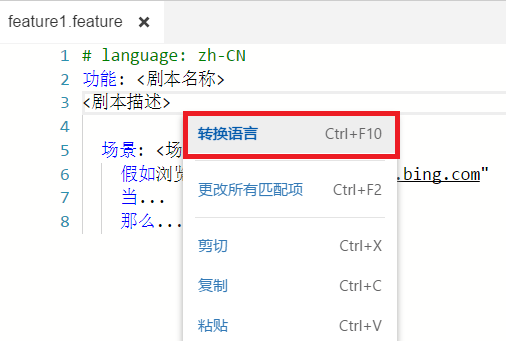 feature1.feature ×
1 # language: zh-CN
2 功能: <剧本名称>
3 <剧本描述>
4
5 场景: <场
6 假如浏览 .bing.com"
7 当...
8 那么...
转换语言 Ctrl+F10
更改所有匹配项 Ctrl+F2
剪切 Ctrl+X
复制 Ctrl+C
粘贴 Ctrl+V